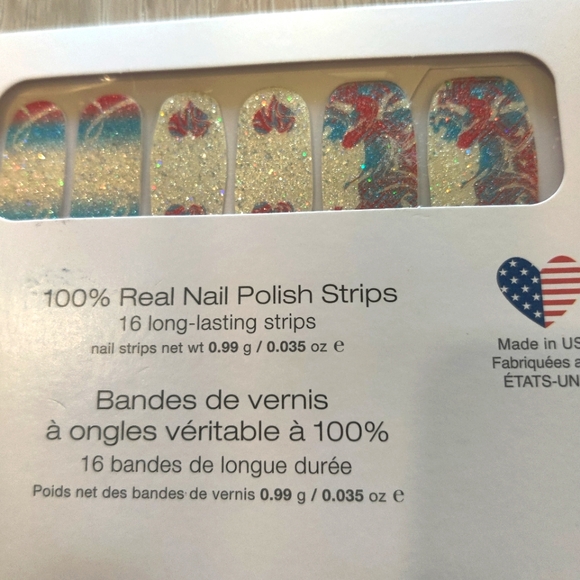 100% Real Nail Polish Strips
16 long-lasting strips
nail strips net wt 0.99 g / 0.035 oz e
Made in US
Fabriquées a
ÉTATS-UN
Bandes de vernis
à ongles véritable à 100%
16 bandes de longue durée
Poids net des bandes de vernis 0.99 g / 0.035 oz e